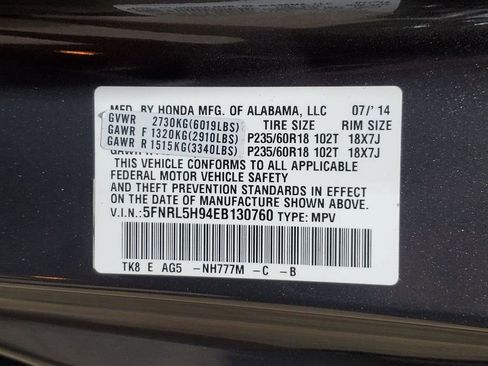 MFD. BY HONDA MFG. OF ALABAMA, LLC 07/'14
GVWR 2730KG(6019LBS) TIRE SIZE RIM SIZE
GAWR F 1320KG(2910LBS) P235/60R18 102T 18X7J
GAWR R 1515KG(3340LBS) P235/60R18 102T 18X7J
THIS VEHICLE CONFORMS TO ALL APPLICABLE
FEDERAL MOTOR VEHICLE SAFETY
AND THEFT PREVENTION STANDARDS IN EFFECT
ON THE DATE OF MANUFACTURE SHOWN ABOVE.
V.I.N.: 5FNRL5H94EB130760 TYPE: MPV
TK8 E AG5 -NH777M -C -B